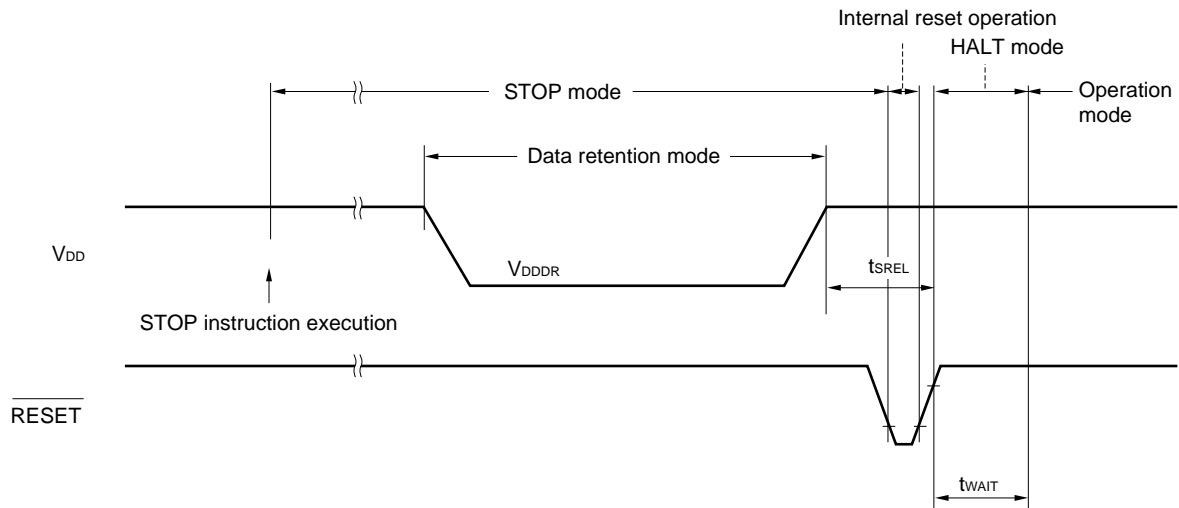 Internal reset operation
HALT mode
STOP mode
Operation
mode
Data retention mode
VDD
VDDDR
tSREL
STOP instruction execution
RESET
tWAIT